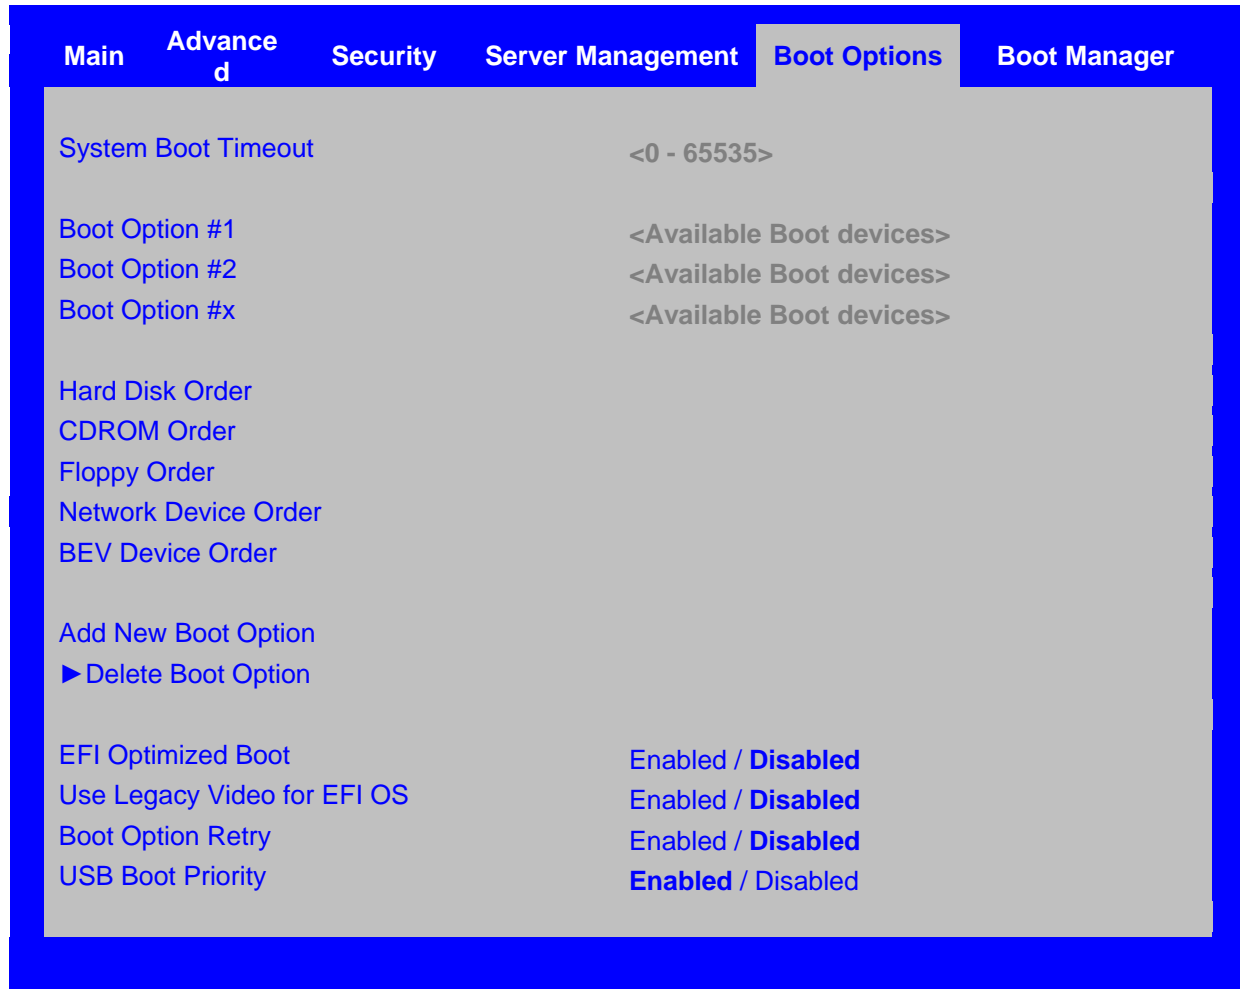 Main Advance
d Security Server Management Boot Options Boot Manager
System Boot Timeout <0 - 65535>
Boot Option #1 <Available Boot devices>
Boot Option #2 <Available Boot devices>
Boot Option #x <Available Boot devices>
Hard Disk Order
CDROM Order
Floppy Order
Network Device Order
BEV Device Order
Add New Boot Option
►Delete Boot Option
EFI Optimized Boot Enabled / Disabled
Use Legacy Video for EFI OS Enabled / Disabled
Boot Option Retry Enabled / Disabled
USB Boot Priority Enabled / Disabled